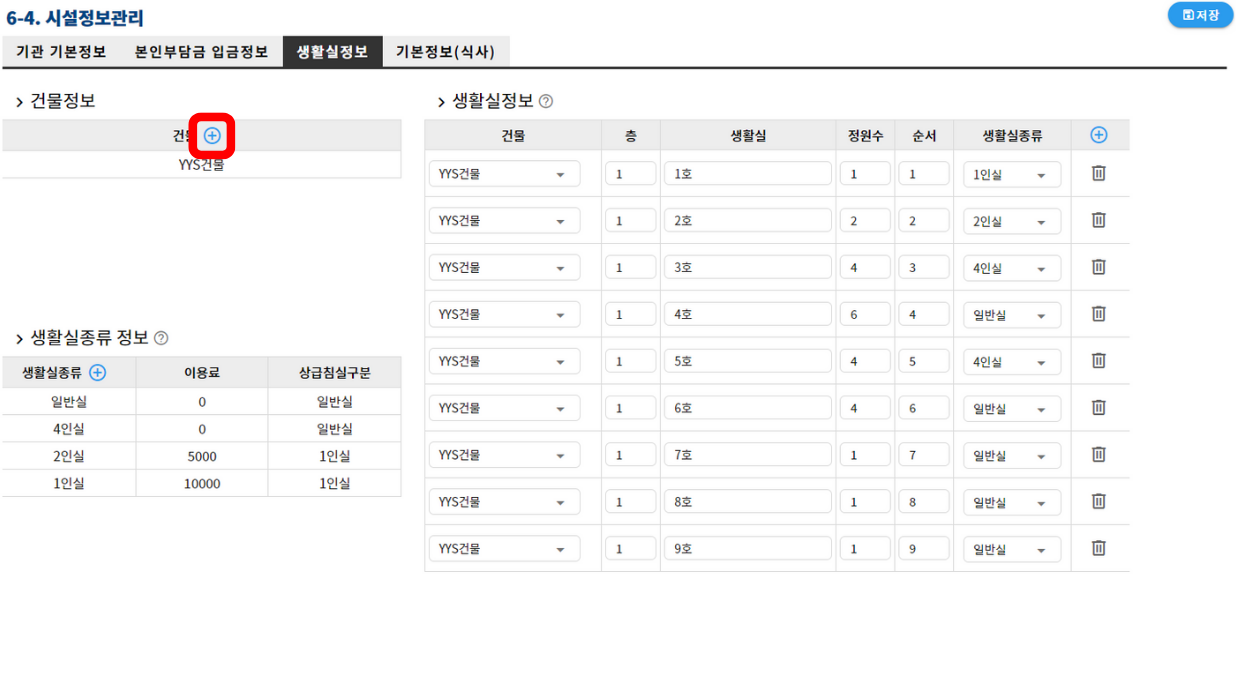 6-4. 시설정보관리
저장
기관 기본정보 본인부담금 입금정보 생활실정보 기본정보(식사)
건물정보
YYS건물
생활실종류 정보
생활실종류 이용료 상급침실구분
일반실 0 일반실
4인실 0 일반실
2인실 5000 1인실
1인실 10000 1인실
생활실정보
건물 층 생활실 정원수 순서 생활실종류
YYS건물 1 1호 1 1 1인실
YYS건물 1 2호 2 2 2인실
YYS건물 1 3호 4 3 4인실
YYS건물 1 4호 6 4 일반실
YYS건물 1 5호 4 5 4인실
YYS건물 1 6호 4 6 일반실
YYS건물 1 7호 1 7 일반실
YYS건물 1 8호 1 8 일반실
YYS건물 1 9호 1 9 일반실